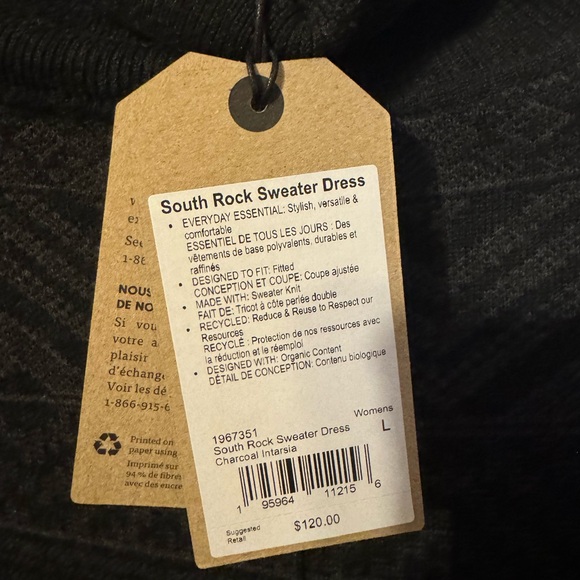 South Rock Sweater Dress
• EVERYDAY ESSENTIAL: Stylish, versatile &
comfortable
ESSENTIEL DE TOUS LES JOURS : Des
vêtements de base polyvalents, durables et
raffinés
• DESIGNED TO FIT: Fitted
CONCEPTION ET COUPE: Coupe ajustée
• MADE WITH: Sweater Knit
FAIT DE: Tricot à côte perlée double
• RECYCLED: Reduce & Reuse to Respect our
Resources
RECYCLÉ : Protection de nos ressources avec
la réduction et le réemploi
• DESIGNED WITH: Organic Content
DÉTAIL DE CONCEPTION: Contenu biologique
1967351
Womens
South Rock Sweater Dress
L
Charcoal Intarsia
1 95964 11215 6
Suggested
Retail
$120.00
NOUS
DE NO
Si vou
votre a
plaisir
d'échang
Voir les dé
1-866-915-6
Printed on
paper using
Imprimé sur
94 % de fibre
avec des encre